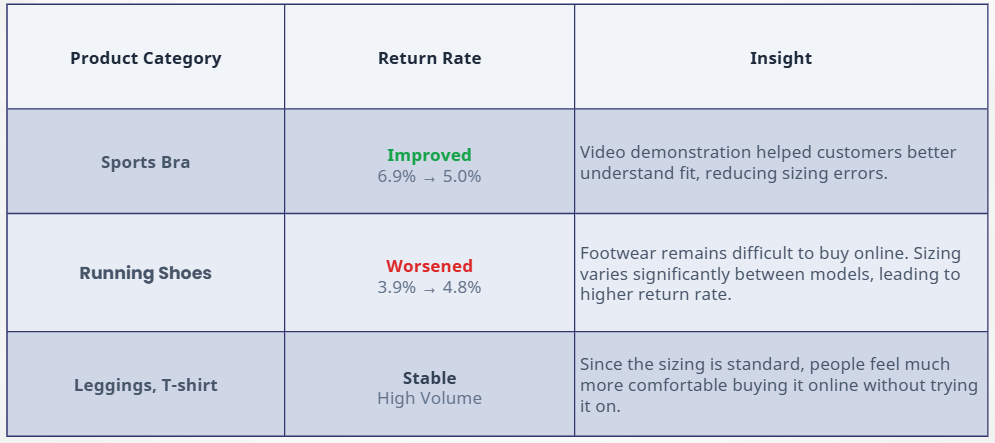 Product Category
Return Rate
Insight
Sports Bra
Improved
6.9% → 5.0%
Video demonstration helped customers better
understand fit, reducing sizing errors.
Running Shoes
Worsened
3.9% → 4.8%
Footwear remains difficult to buy online. Sizing
varies significantly between models, leading to
higher return rate.
Leggings, T-shirt
Stable
High Volume
Since the sizing is standard, people feel much
more comfortable buying it online without trying
it on.